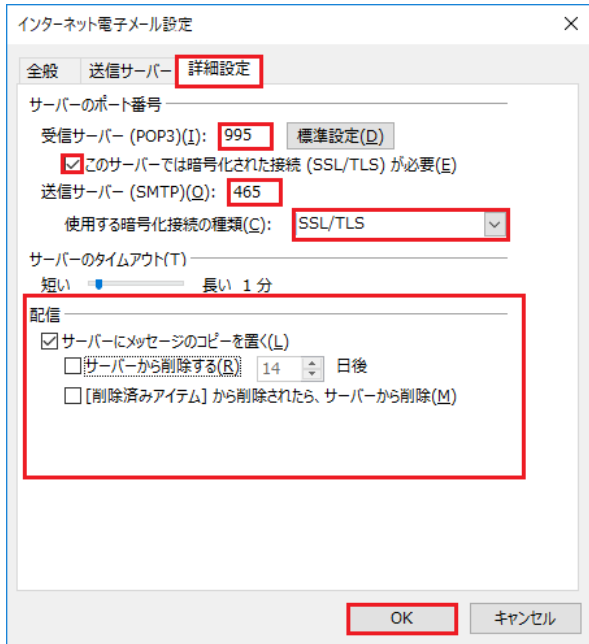 インターネット電子メール設定
全般 送信サーバー 詳細設定
サーバーのポート番号
受信サーバー (POP3)(I): 995 標準設定(D)
このサーバーでは暗号化された接続 (SSL/TLS) が必要(E)
送信サーバー (SMTP)(O): 465
使用する暗号化接続の種類(C): SSL/TLS
サーバーのタイムアウト(T)
短い 長い 1 分
配信
サーバーにメッセージのコピーを置く(L)
サーバーから削除する(R) 14 日後
[削除済みアイテム] から削除されたら、サーバーから削除(M)
OK キャンセル